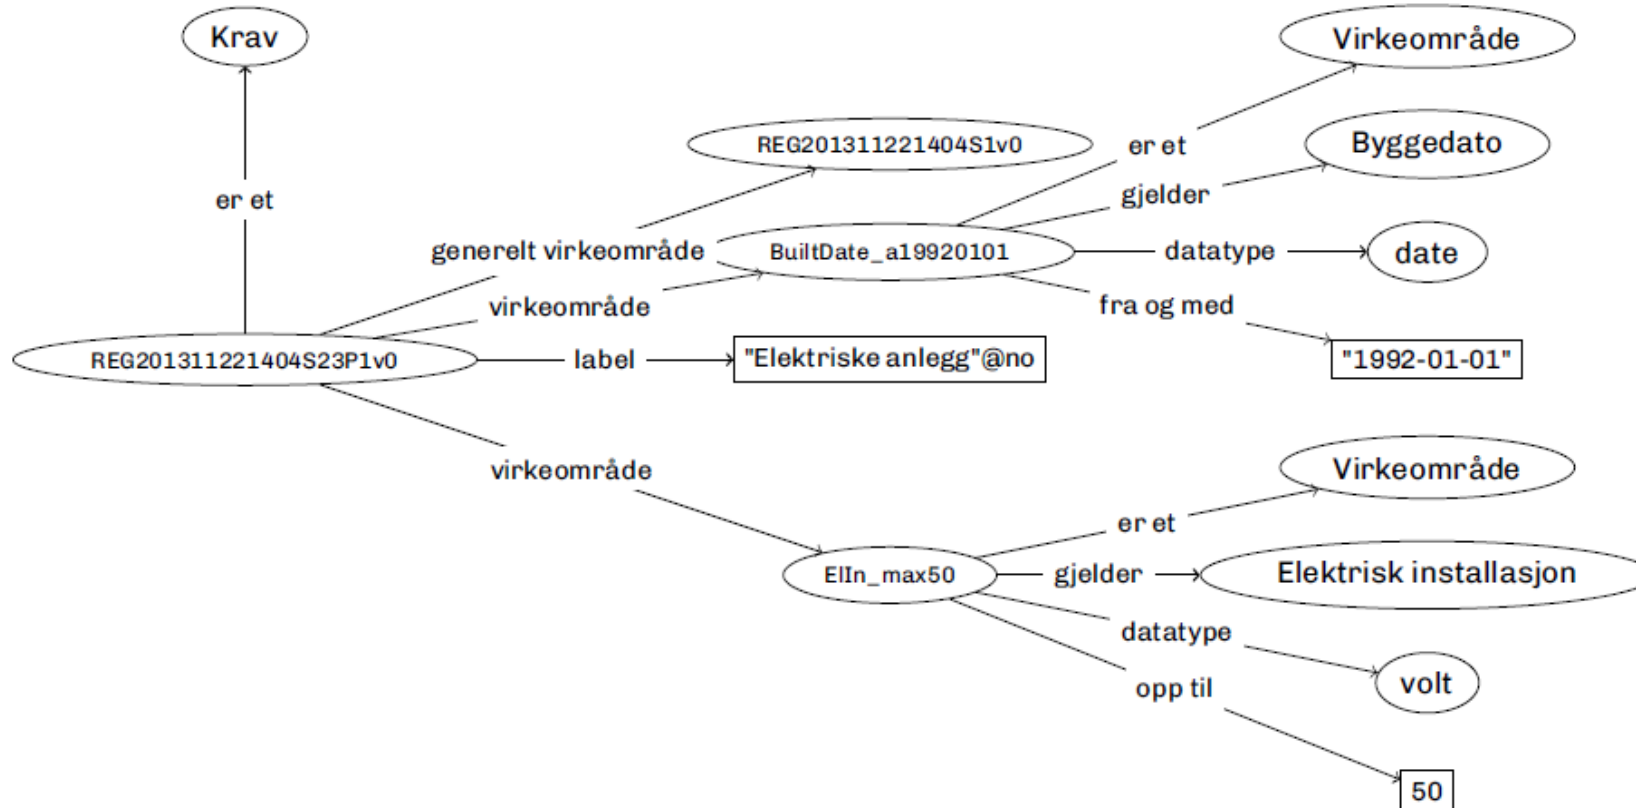 Krav
Virkeområde
REG201311221404S1v0
er et
Byggedato
er et
gjelder
generelt virkeområde
BuiltDate_a19920101
datatype
date
virkeområde
fra og med
REG201311221404S23P1v0
label
"Elektriske anlegg"@no
"1992-01-01"
virkeområde
Virkeområde
er et
ElIn_max50
gjelder
Elektrisk installasjon
datatype
volt
opp til
50